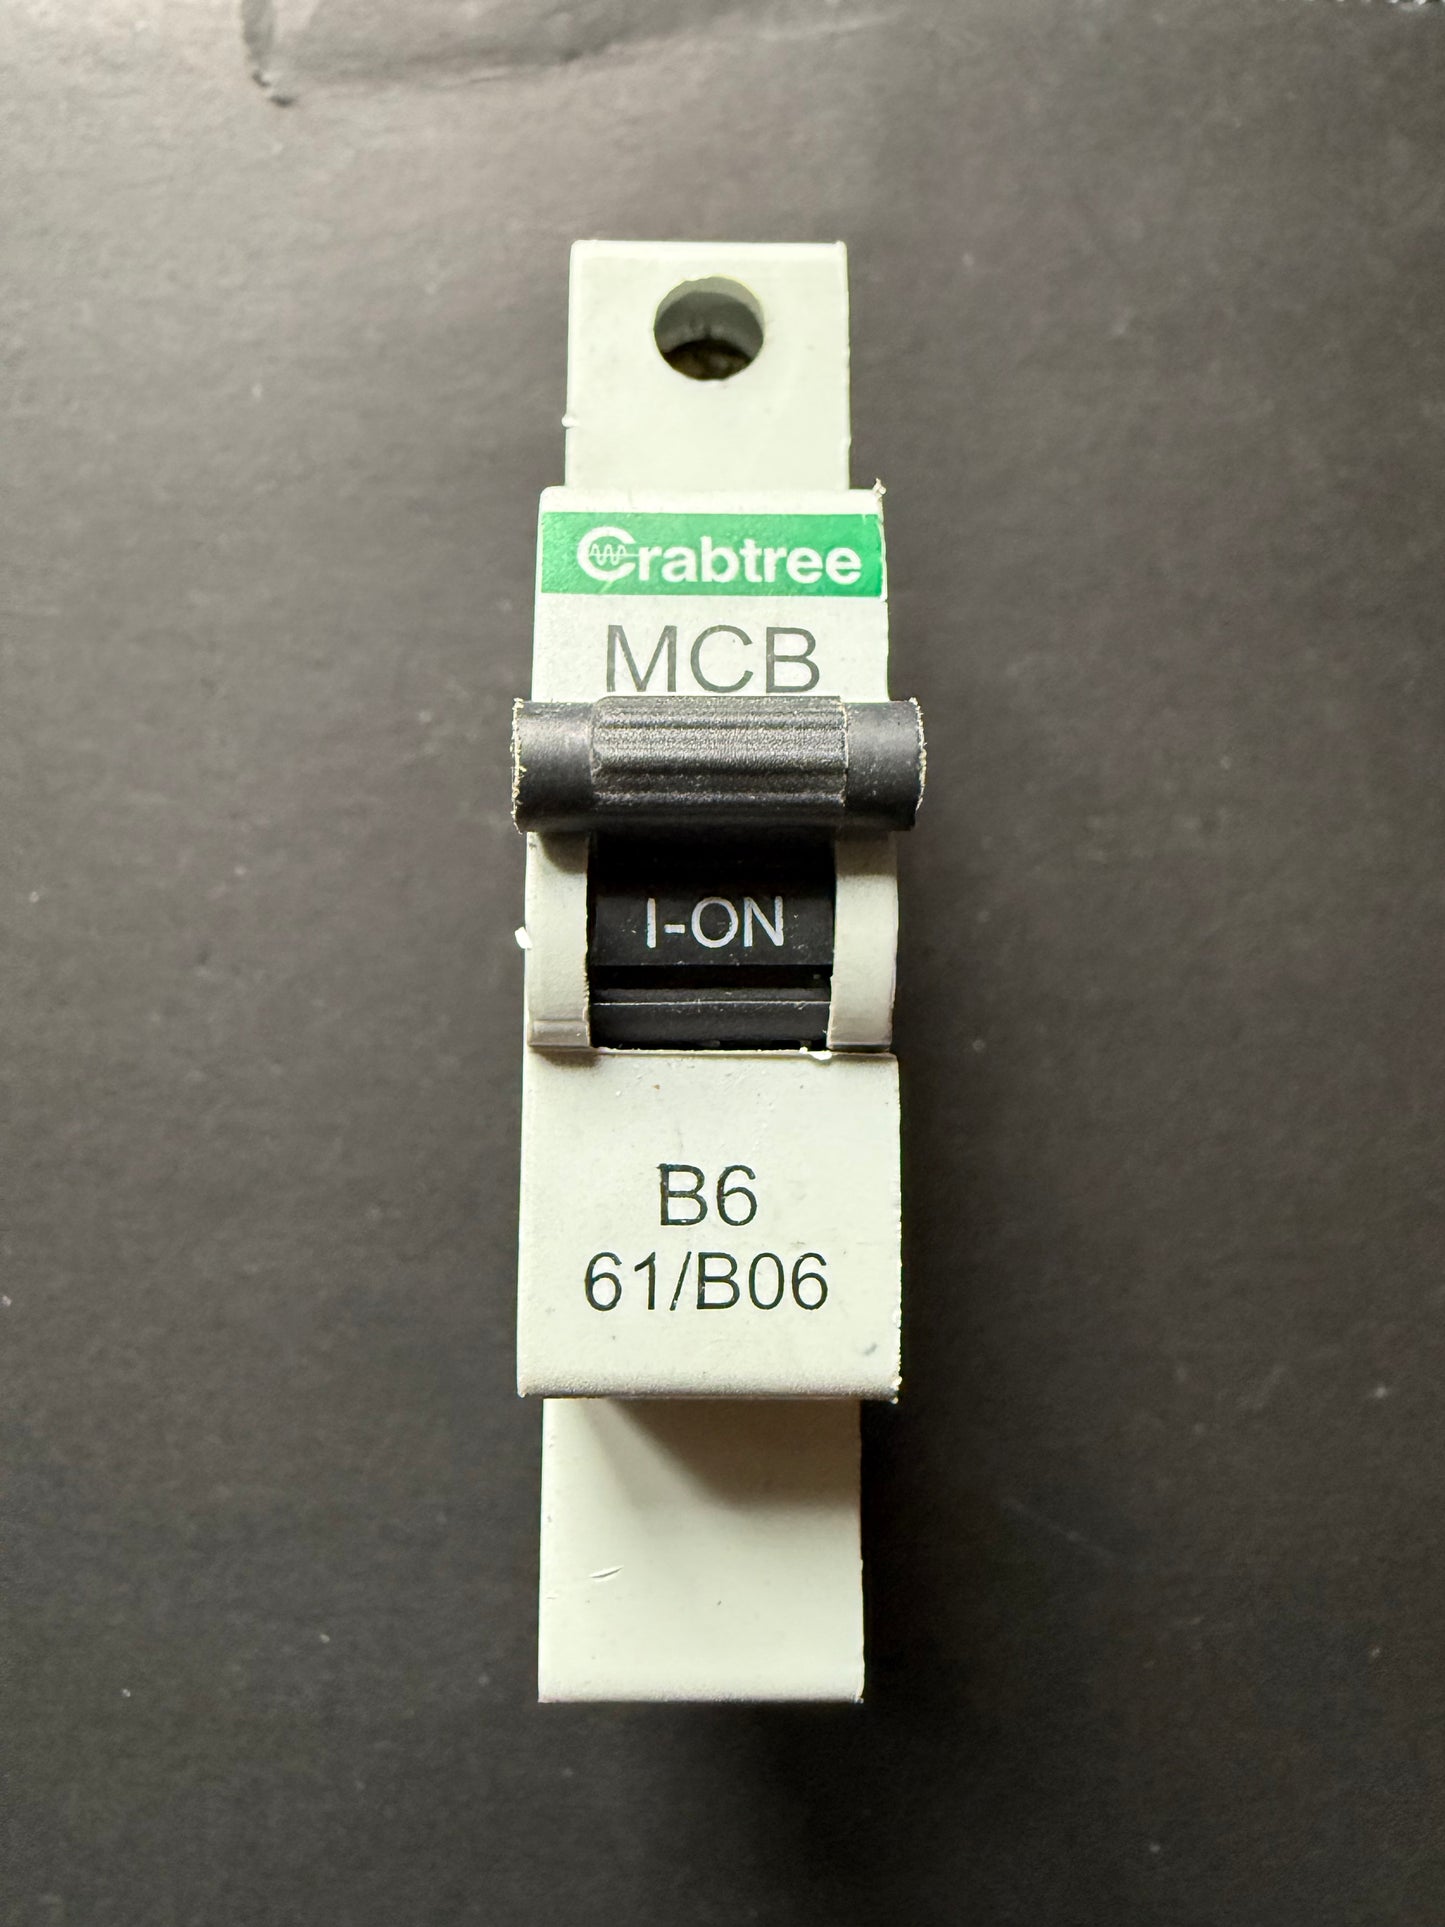 Crabtree
MCB
I-ON
B6
61/B06